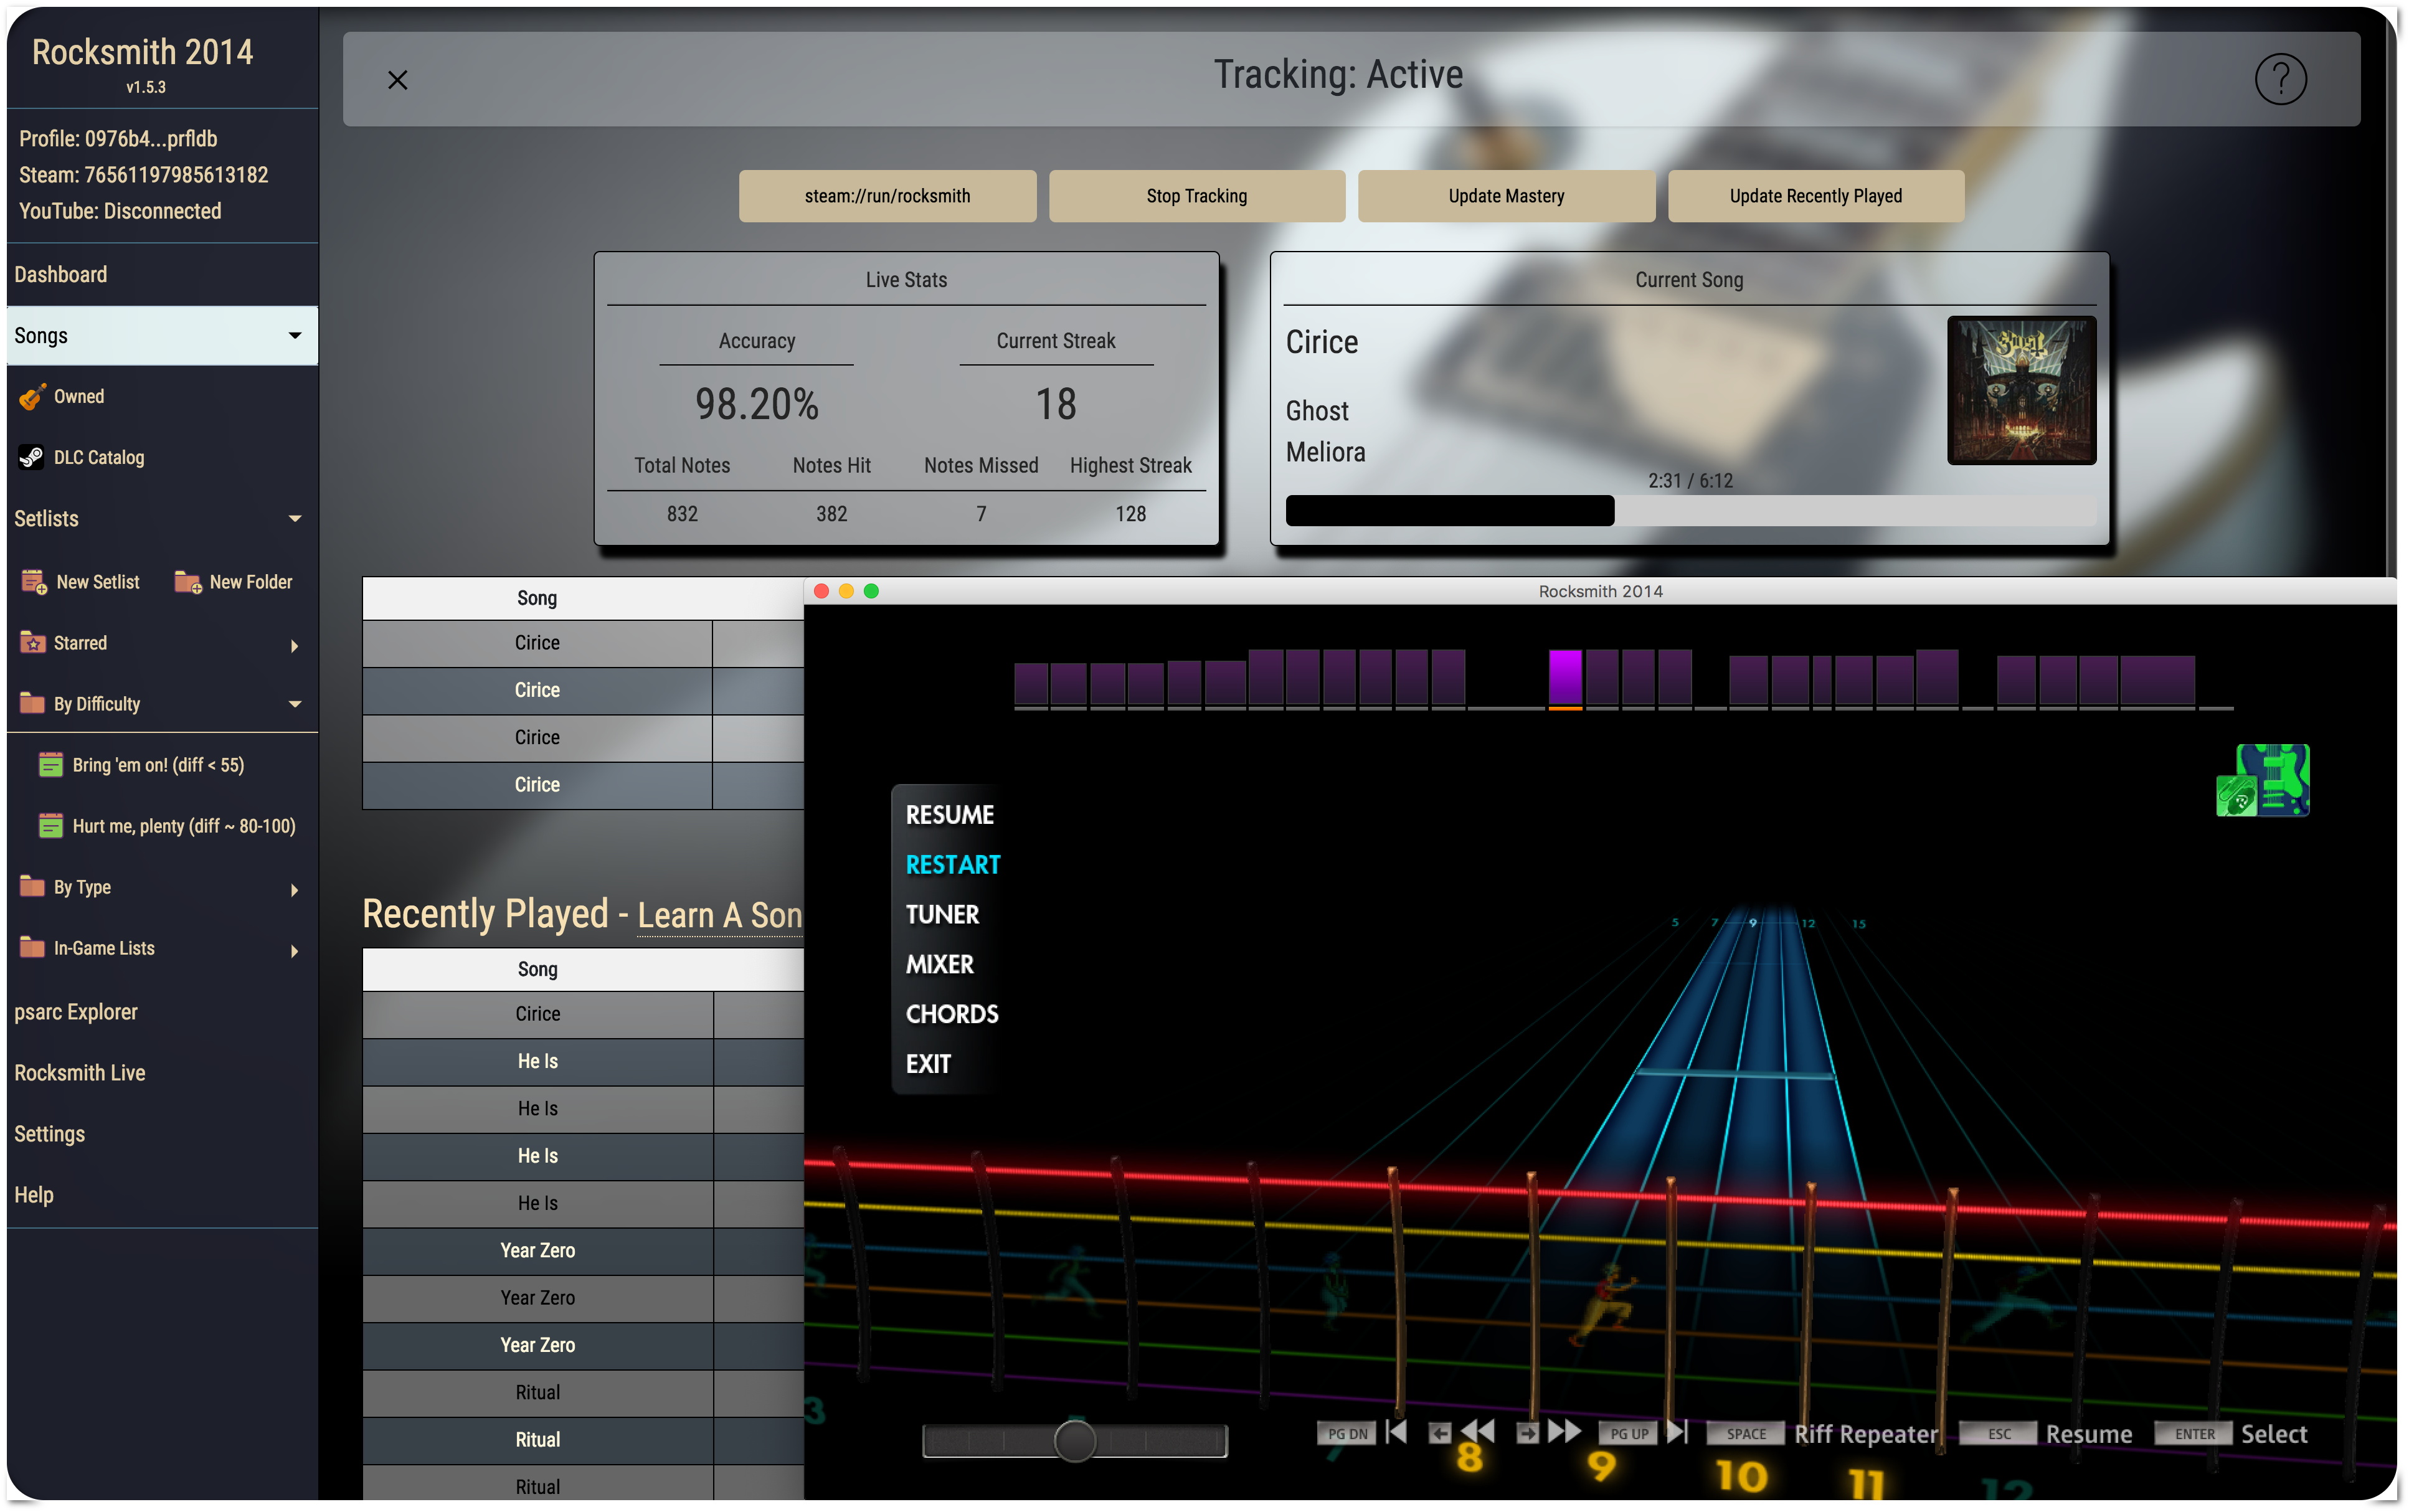 Rocksmith 2014
v1.5.3
Profile: 0976b4...prfldb
Steam: 76561197985613182
YouTube: Disconnected
Dashboard
Songs
Owned
DLC Catalog
Setlists
New Setlist New Folder
Starred
By Difficulty
Bring 'em on! (diff < 55)
Hurt me, plenty (diff ~ 80-100)
By Type
In-Game Lists
psarc Explorer
Rocksmith Live
Settings
Help
Tracking: Active
?
steam://run/rocksmith Stop Tracking Update Mastery Update Recently Played
Live Stats
Accuracy Current Streak
98.20% 18
Total Notes Notes Hit Notes Missed Highest Streak
832 382 7 128
Current Song
Cirice
Ghost
Meliora
Ghost
2:31 / 6:12
Song
Cirice
Cirice
Cirice
Cirice
Recently Played - Learn A Son
Song
Cirice
He Is
He Is
He Is
He Is
Year Zero
Year Zero
Year Zero
Ritual
Ritual
Ritual
Rocksmith 2014
RESUME
RESTART
TUNER
MIXER
CHORDS
EXIT
5 7 9 12 15
PG DN PG UP SPACE Riff Repeater ESC Resume ENTER Select
3 7 8 9 10 11 12